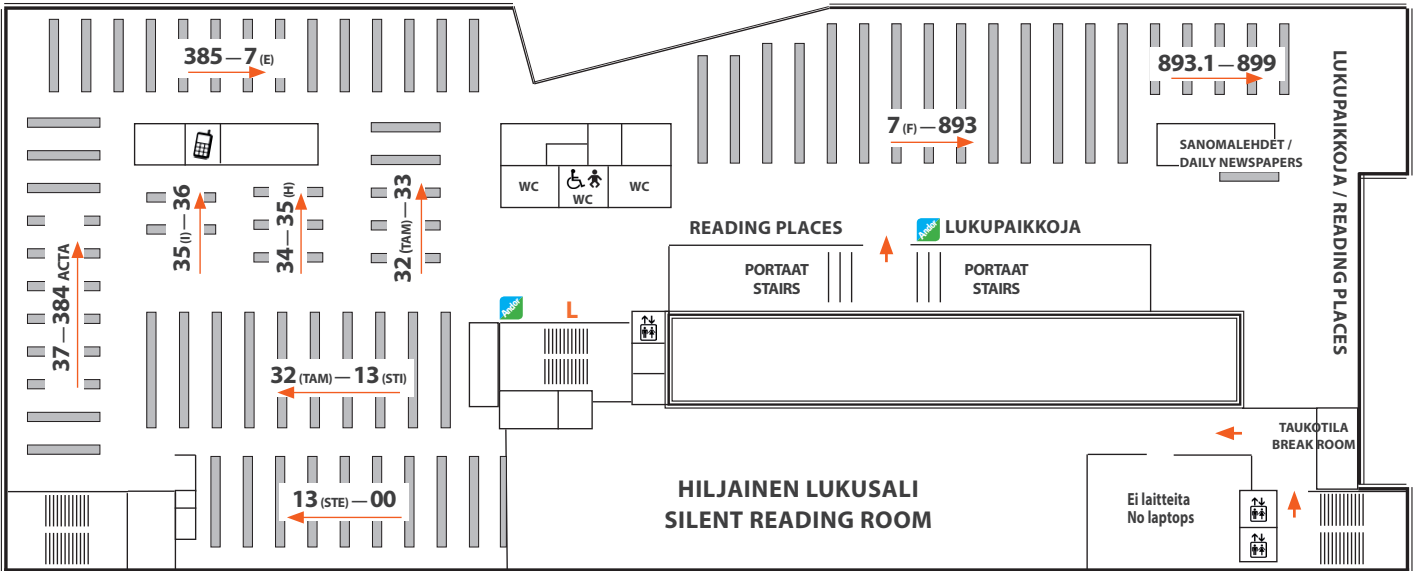 385 — 7 (E)
893.1 — 899
7 (F) — 893
SANOMALEHDET /
DAILY NEWSPAPERS
LUKUPAIKKOJA / READING PLACES
WC
WC
WC
35 (I) — 36
34 — 35 (H)
32 (TAM) — 33
37 — 384 ACTA
READING PLACES
Andor
LUKUPAIKKOJA
PORTAAT
STAIRS
PORTAAT
STAIRS
Andor
L
32 (TAM) — 13 (STI)
TAUKOTILA
BREAK ROOM
13 (STE) — 00
HILJAINEN LUKUSALI
SILENT READING ROOM
Ei laitteita
No laptops